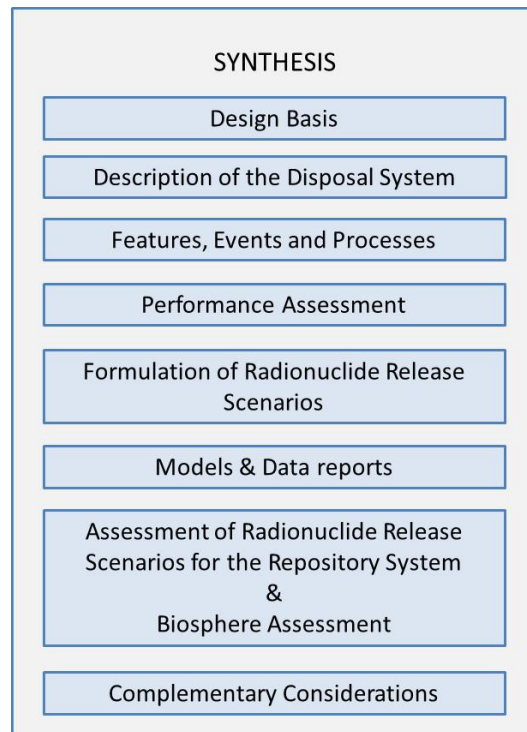 SYNTHESIS
Design Basis
Description of the Disposal System
Features, Events and Processes
Performance Assessment
Formulation of Radionuclide Release
Scenarios
Models & Data reports
Assessment of Radionuclide Release
Scenarios for the Repository System
&
Biosphere Assessment
Complementary Considerations